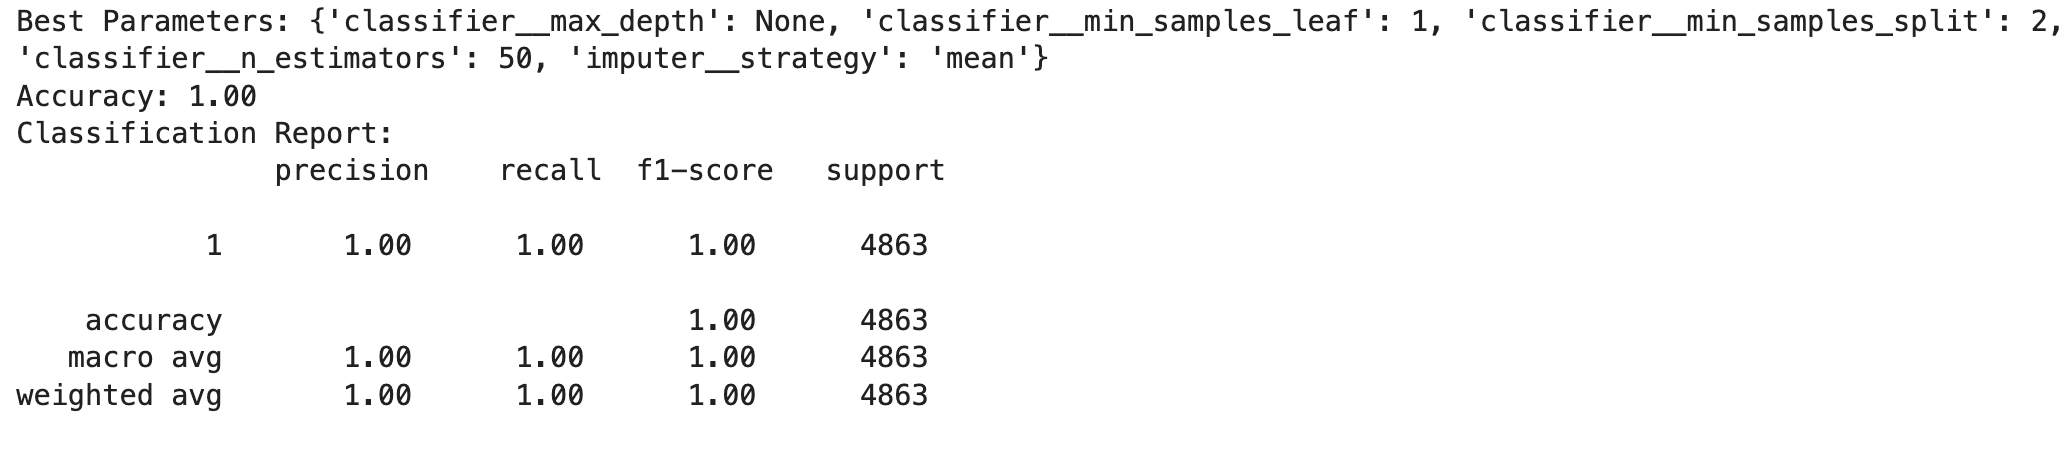 Best Parameters: {'classifier__max_depth': None, 'classifier__min_samples_leaf': 1, 'classifier__min_samples_split': 2,
'classifier__n_estimators': 50, 'imputer__strategy': 'mean'}
Accuracy: 1.00
Classification Report:
              precision    recall  f1-score   support

           1       1.00      1.00      1.00      4863

    accuracy                           1.00      4863
   macro avg       1.00      1.00      1.00      4863
weighted avg       1.00      1.00      1.00      4863